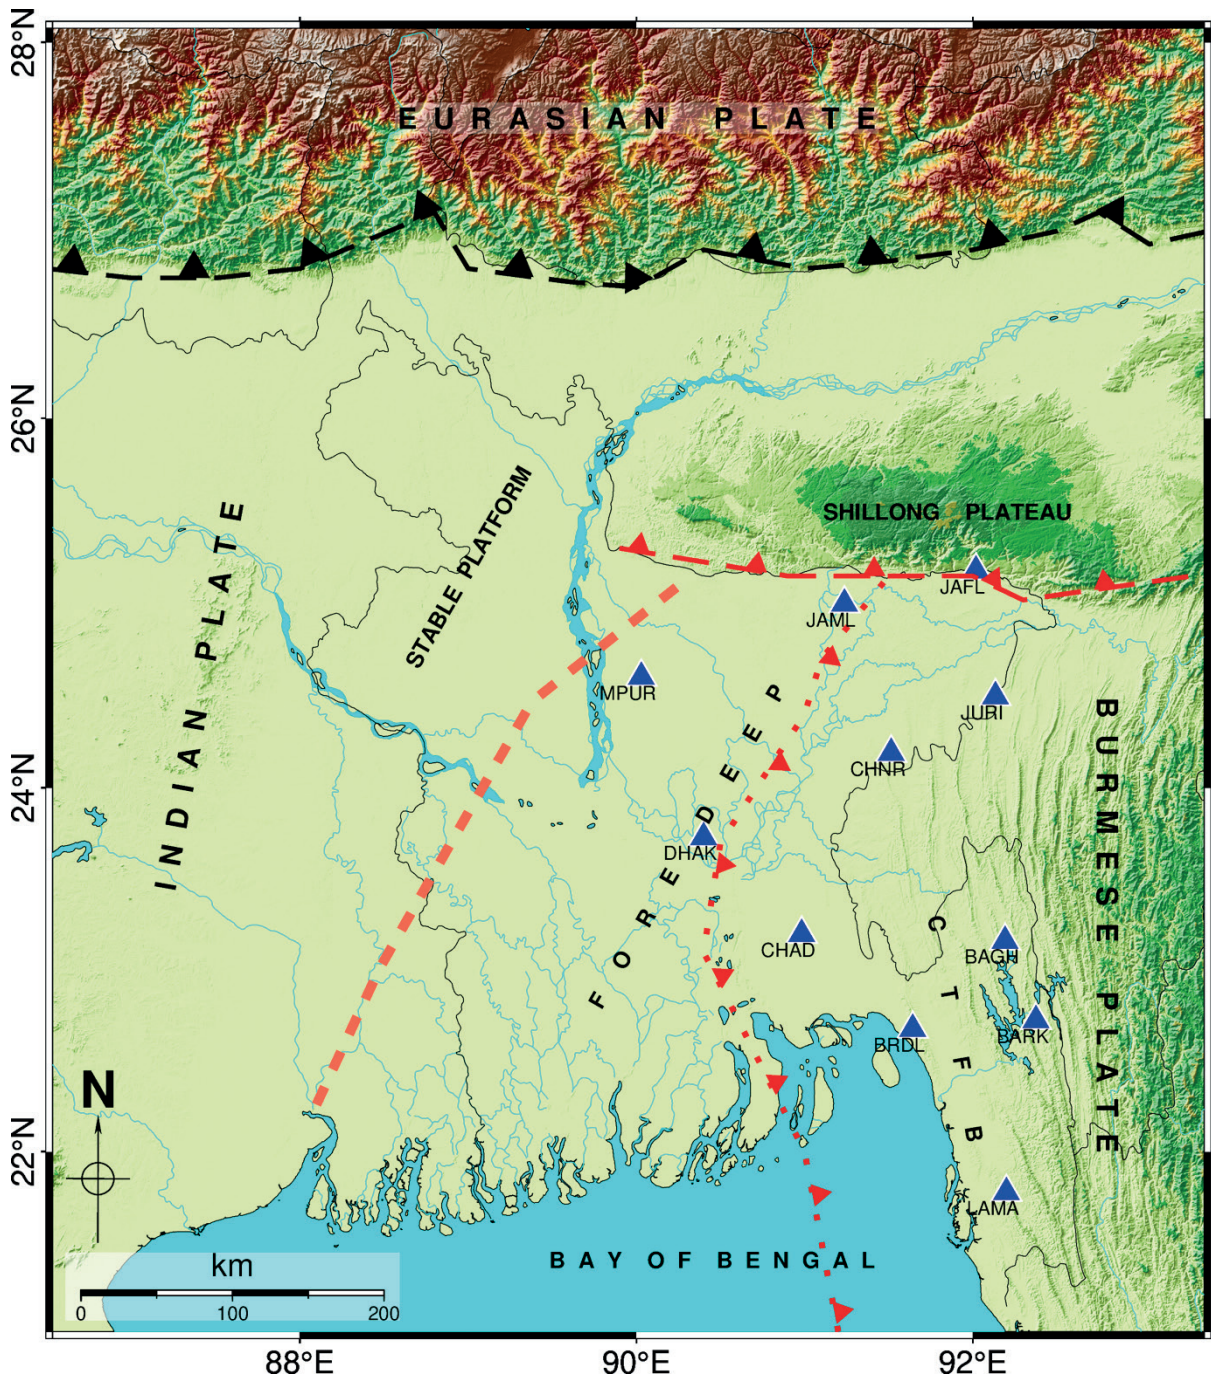 28°N
EURASIAN PLATE
26°N
SHILLONG PLATEAU
STABLE PLATFORM
INDIAN PLATE
JAFL
JAML
MPUR
JURI
BURMESE PLATE
CHNR
24°N
FOREDEEP
DHAK
CHAD
BAGH
CTFB
BRDL
BARK
N
22°N
LAMA
BAY OF BENGAL
km
0 100 200
88°E 90°E 92°E